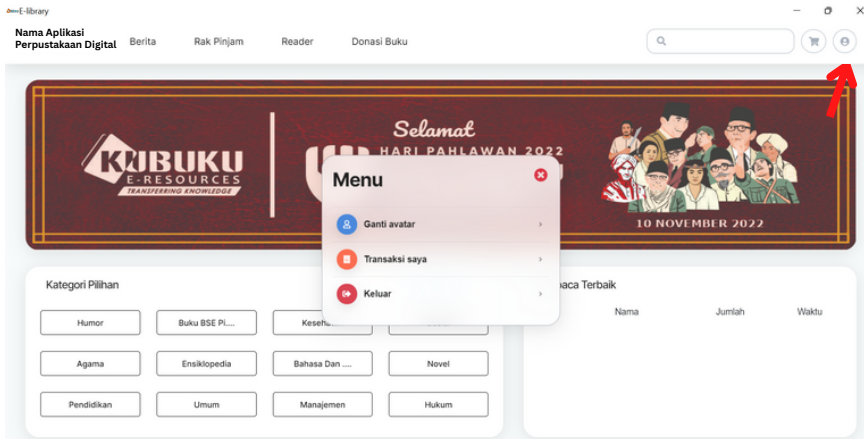 E-library
Nama Aplikasi
Perpustakaan Digital
Berita
Rak Pinjam
Reader
Donasi Buku
KUBUKU
E-RESOURCES
TRANSFERRING KNOWLEDGE
Selamat
HARI PAHLAWAN 2022
10 NOVEMBER 2022
Menu
Ganti avatar
Transaksi saya
Keluar
Kategori Pilihan
Humor
Buku BSE Pi....
Agama
Ensiklopedia
Bahasa Dan ....
Novel
Pendidikan
Umum
Manajemen
Hukum
Terbaik
Nama
Jumlah
Waktu